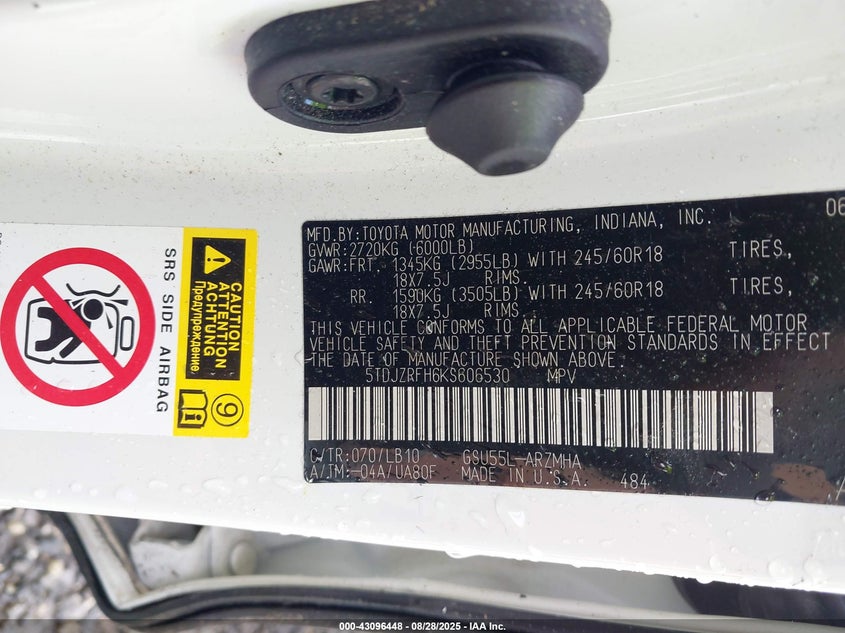 MFD.BY:TOYOTA MOTOR MANUFACTURING, INDIANA, INC. 06
GVWR:2720KG (6000LB)
GAWR:FRT. 1345KG (2955LB) WITH 245/60R18 TIRES,
18X7.5J RIMS.
RR. 1590KG (3505LB) WITH 245/60R18 TIRES,
18X7.5J RIMS.
THIS VEHICLE CONFORMS TO ALL APPLICABLE FEDERAL MOTOR
VEHICLE SAFETY AND THEFT PREVENTION STANDARDS IN EFFECT
THE DATE OF MANUFACTURE SHOWN ABOVE.
5TDJZRFH6KS606530 MPV
C/TR:070/LB10 GSU55L-ARZMHA
A/TM:-04A/UA80F MADE IN U.S.A. 484
SRS SIDE AIRBAG
CAUTION
ATTENTION
ACHTUNG
Предупреждение
9
000-43096448 - 08/28/2025 - IAA Inc.